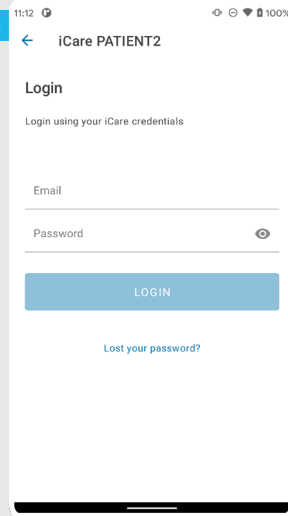 11:12 100%
iCare PATIENT2
Login
Login using your iCare credentials
Email
Password
LOGIN
Lost your password?